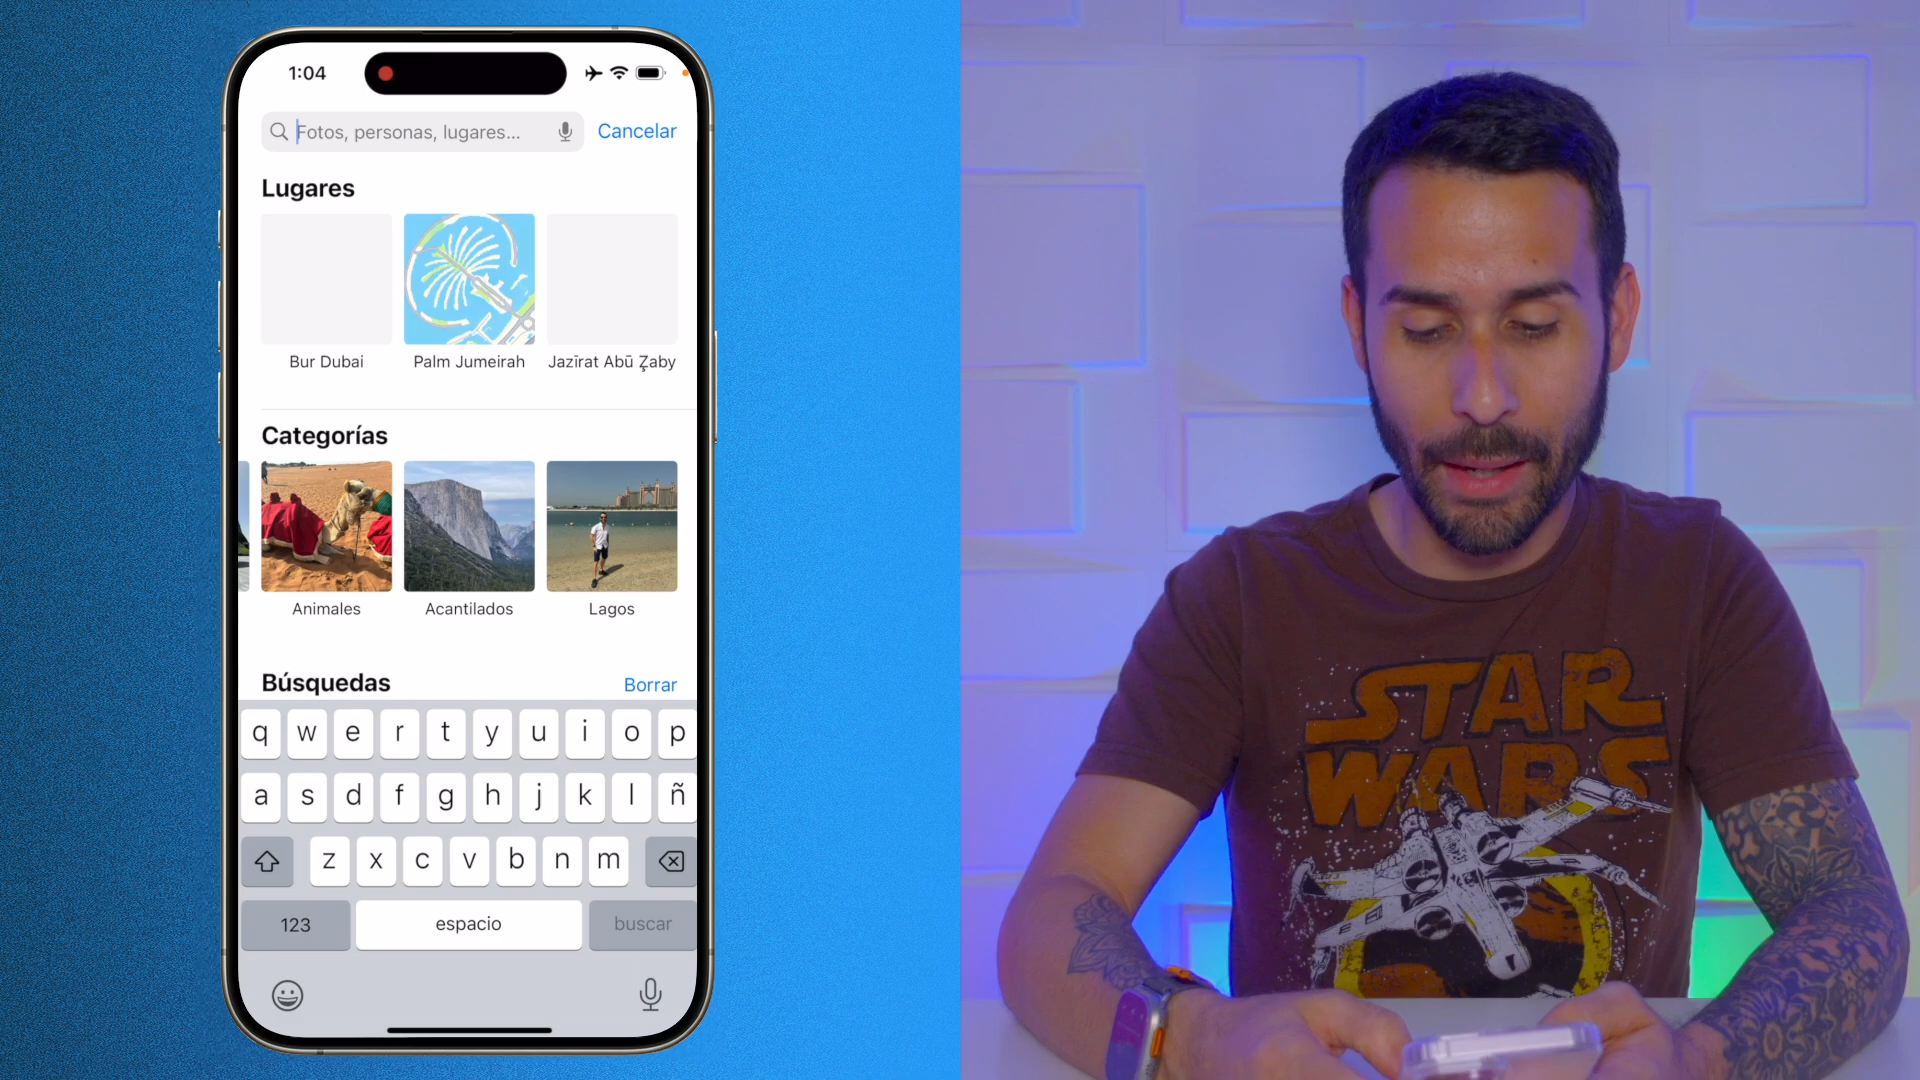 1:04
Fotos, personas, lugares...
Cancelar
Lugares
Bur Dubai
Palm Jumeirah
Jazīrat Abū Z̧aby
Categorías
Animales
Acantilados
Lagos
Búsquedas
Borrar
q w e r t y u i o p
a s d f g h j k l ñ
z x c v b n m
123
espacio
buscar
STAR
WARS